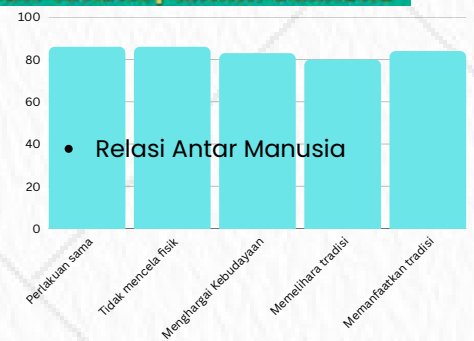 100
80
60
40
20
0
• Relasi Antar Manusia
Perlakuan sama
Tidak mencela fisik
Menghargai Kebudayaan
Memelihara tradisi
Memanfaatkan tradisi